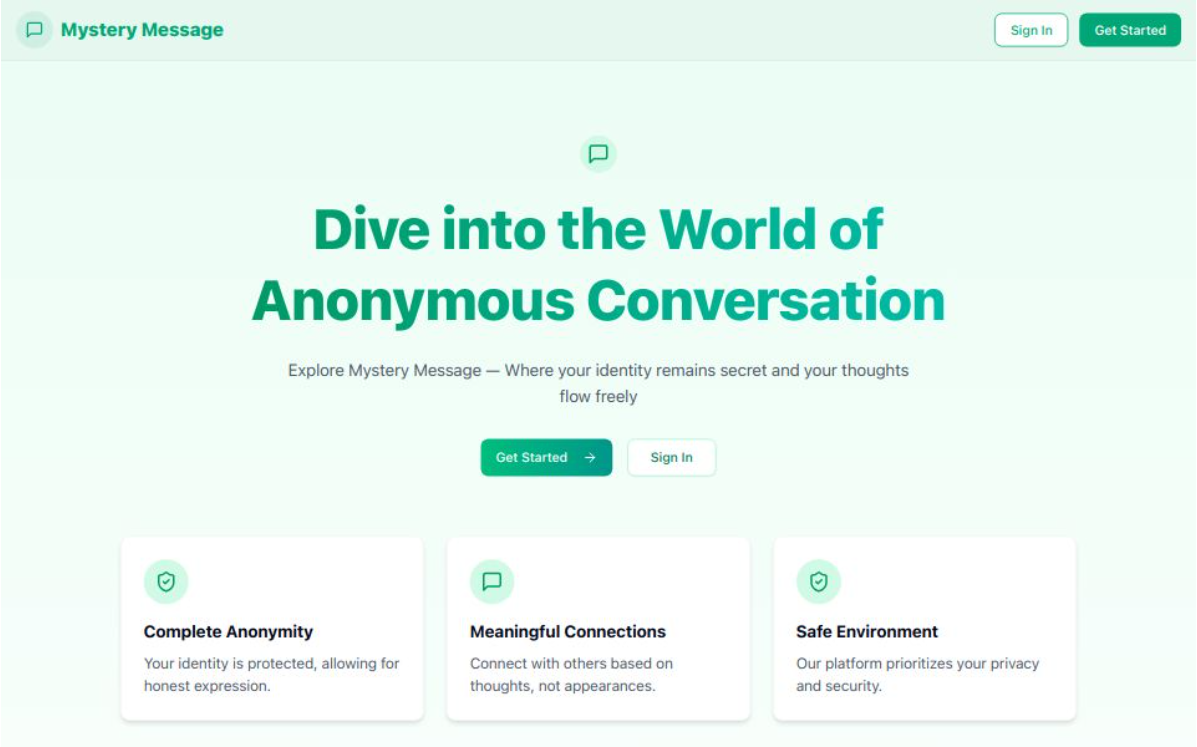 Mystery Message
Sign In
Get Started
Dive into the World of
Anonymous Conversation
Explore Mystery Message — Where your identity remains secret and your thoughts
flow freely
Get Started →
Sign In
Complete Anonymity
Your identity is protected, allowing for
honest expression.
Meaningful Connections
Connect with others based on
thoughts, not appearances.
Safe Environment
Our platform prioritizes your privacy
and security.